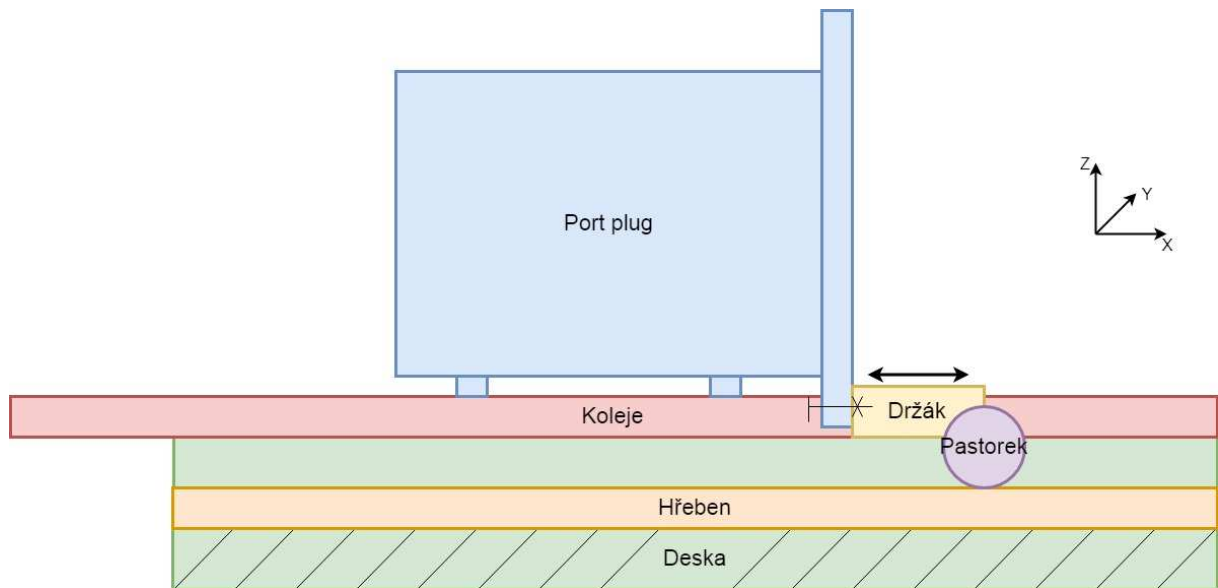 Port plug
Z
Y
X
Koleje
Držák
Pastorek
Hřeben
Deska